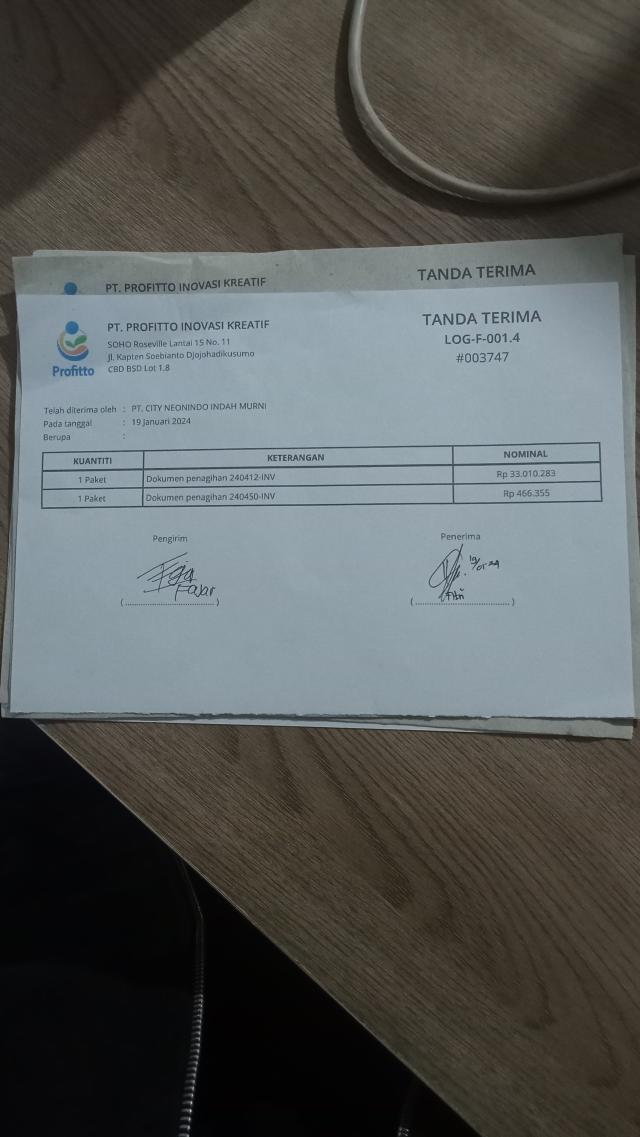 PT. PROFITTO INOVASI KREATIF TANDA TERIMA
PT. PROFITTO INOVASI KREATIF
TANDA TERIMA
SOHO Roseville Lantai 15 No. 11
LOG-F-001.4
Jl. Kapten Soebianto Djojohadikusumo
#003747
CBD BSD Lot 1.8
Profitto
Telah diterima oleh : PT. CITY NEONINDO INDAH MURNI
Pada tanggal : 19 Januari 2024
Berupa :
KUANTITI KETERANGAN NOMINAL
1 Paket Dokumen penagihan 240412-INV Rp 33.010.283
1 Paket Dokumen penagihan 240450-INV Rp 466.355
Pengirim Penerima
19/01-24
Fajar
(..............................) (..............................)